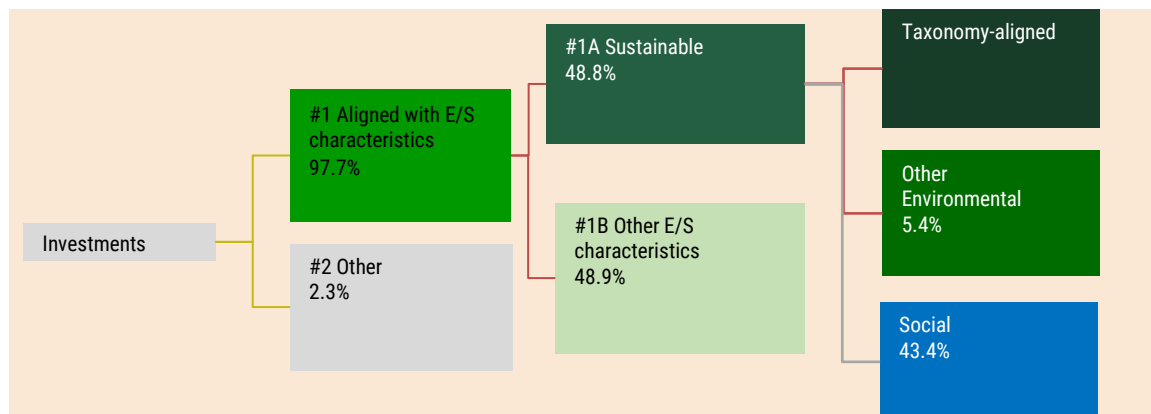 Investments
#1 Aligned with E/S
characteristics
97.7%
#2 Other
2.3%
#1A Sustainable
48.8%
#1B Other E/S
characteristics
48.9%
Taxonomy-aligned
Other
Environmental
5.4%
Social
43.4%